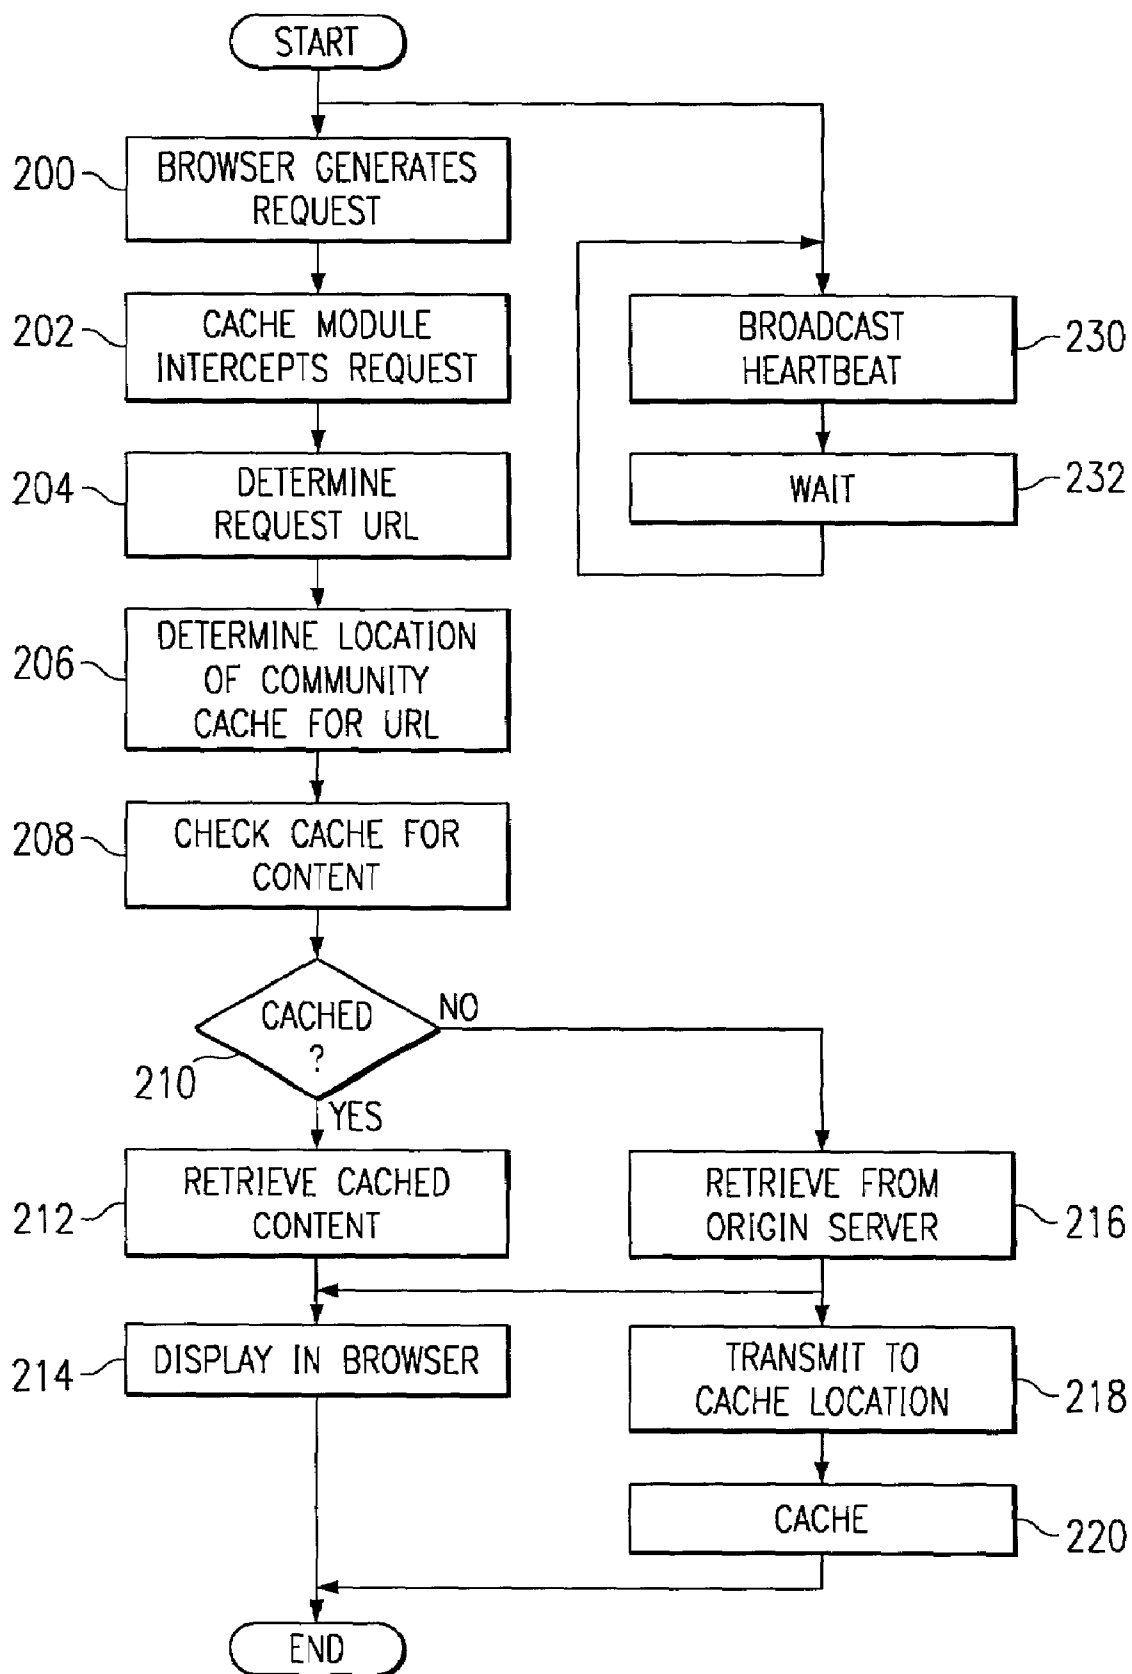 START
200
BROWSER GENERATES
REQUEST
202
CACHE MODULE
INTERCEPTS REQUEST
BROADCAST
HEARTBEAT
230
204
DETERMINE
REQUEST URL
WAIT
232
206
DETERMINE LOCATION
OF COMMUNITY
CACHE FOR URL
208
CHECK CACHE FOR
CONTENT
CACHED
?
210
NO
YES
212
RETRIEVE CACHED
CONTENT
RETRIEVE FROM
ORIGIN SERVER
216
214
DISPLAY IN BROWSER
TRANSMIT TO
CACHE LOCATION
218
CACHE
220
END